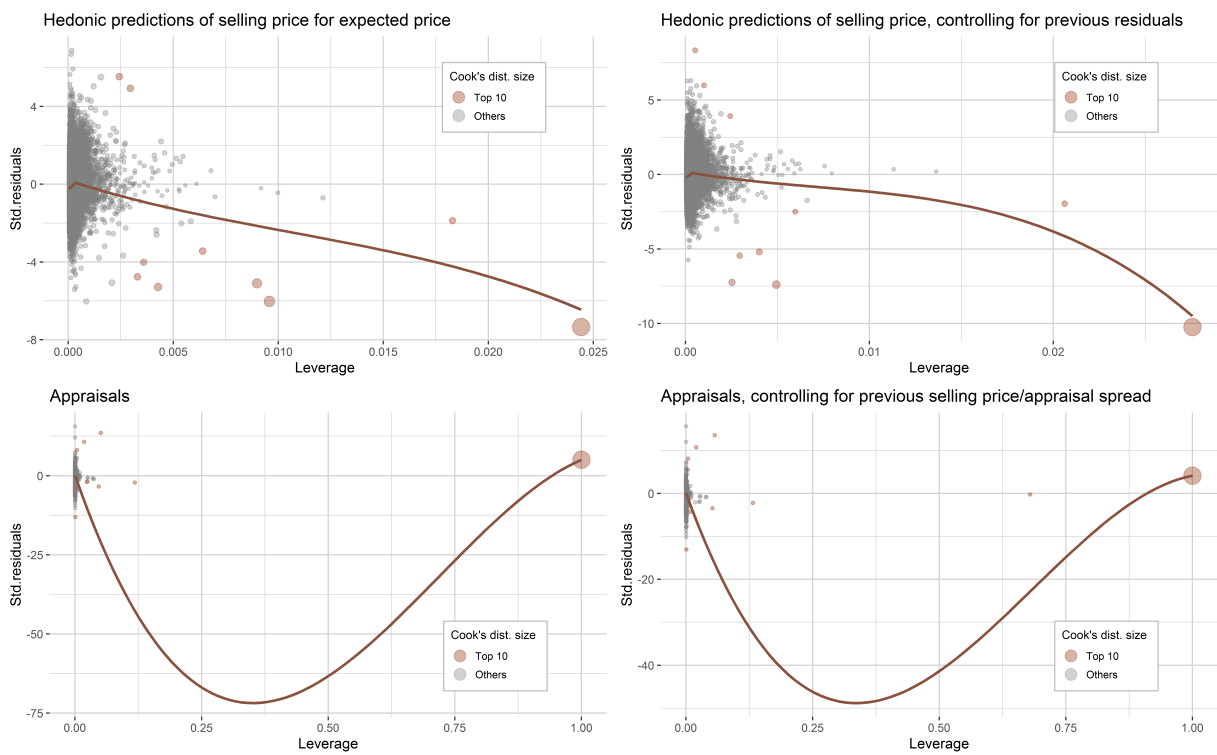 Hedonic predictions of selling price for expected price
Std.residuals
4
0
-4
-8
Cook's dist. size
Top 10
Others
0.000 0.005 0.010 0.015 0.020 0.025
Leverage
Hedonic predictions of selling price, controlling for previous residuals
Std.residuals
5
0
-5
-10
Cook's dist. size
Top 10
Others
0.00 0.01 0.02
Leverage
Appraisals
Std.residuals
0
-25
-50
-75
Cook's dist. size
Top 10
Others
0.00 0.25 0.50 0.75 1.00
Leverage
Appraisals, controlling for previous selling price/appraisal spread
Std.residuals
0
-20
-40
Cook's dist. size
Top 10
Others
0.00 0.25 0.50 0.75 1.00
Leverage